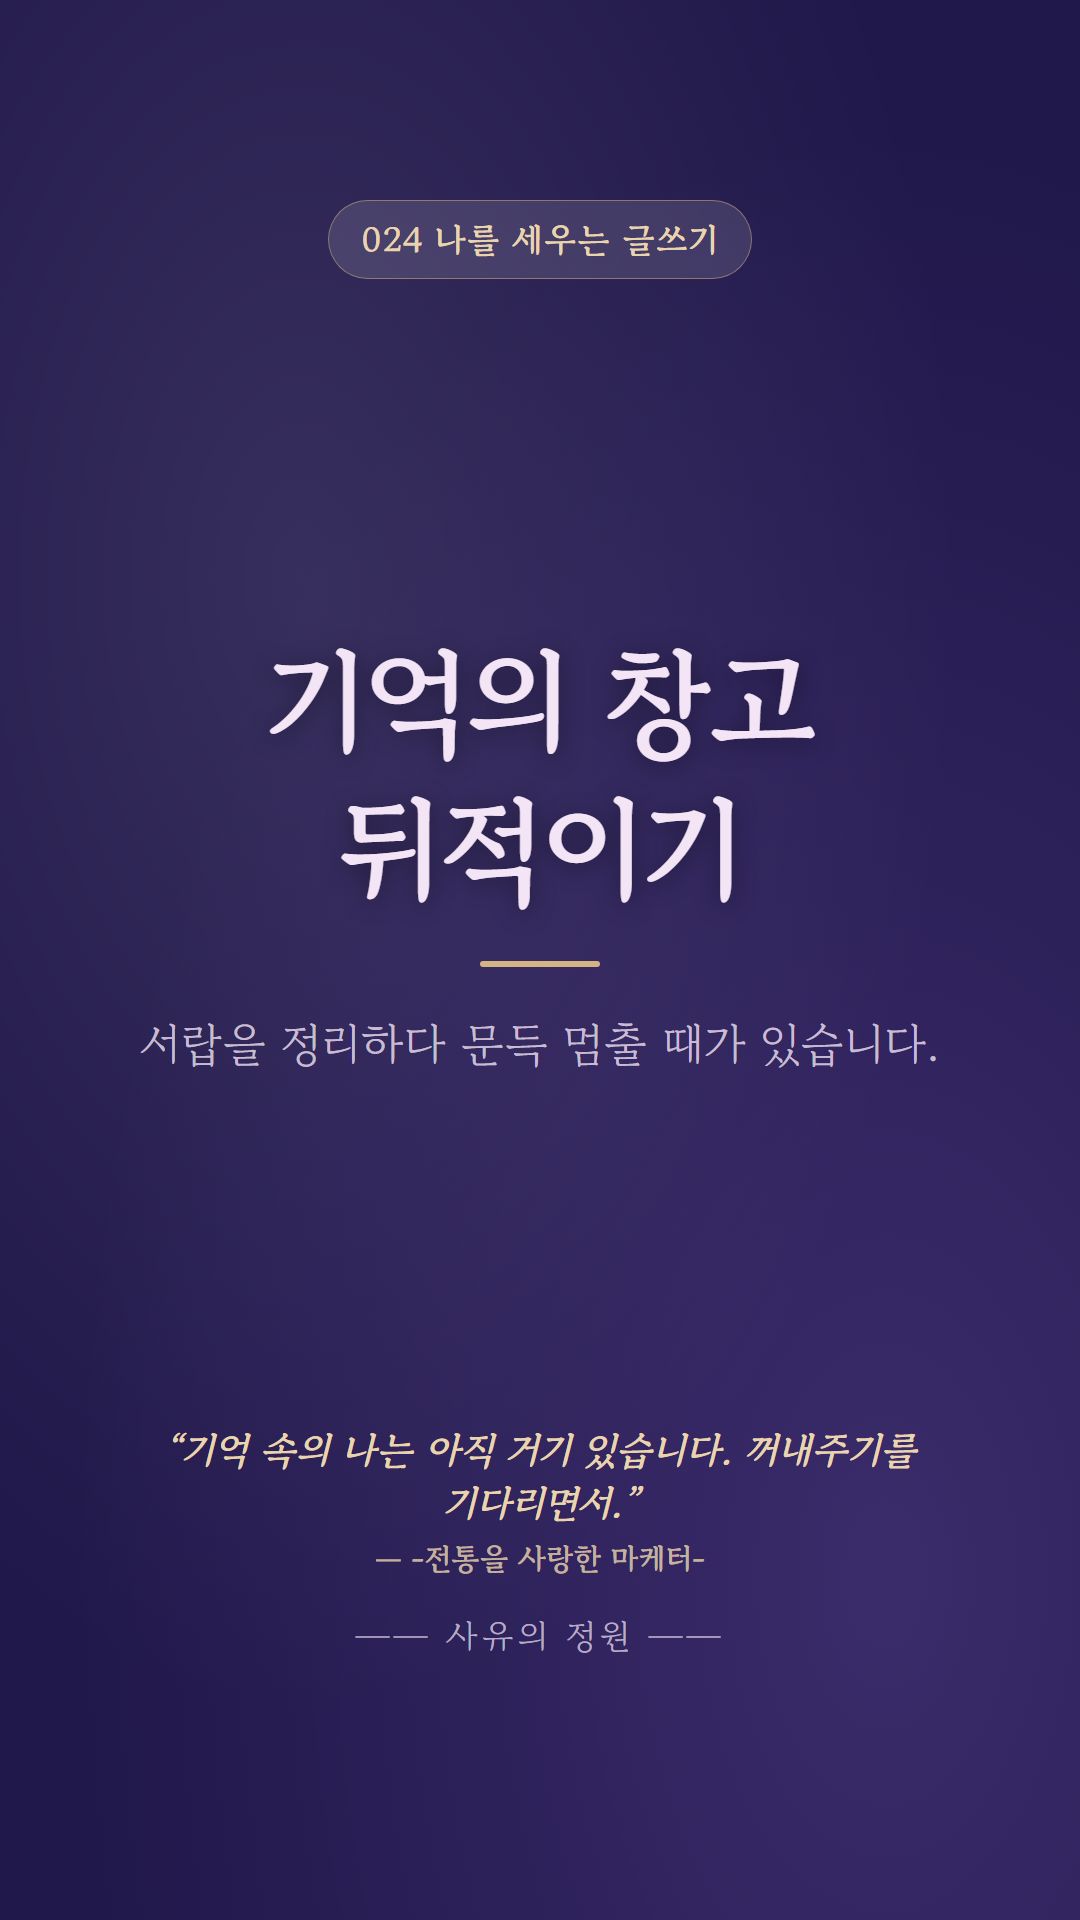 024 나를 세우는 글쓰기
기억의 창고
뒤적이기
서랍을 정리하다 문득 멈출 때가 있습니다.
“기억 속의 나는 아직 거기 있습니다. 꺼내주기를
기다리면서.”
— -전통을 사랑한 마케터-
—— 사유의 정원 ——